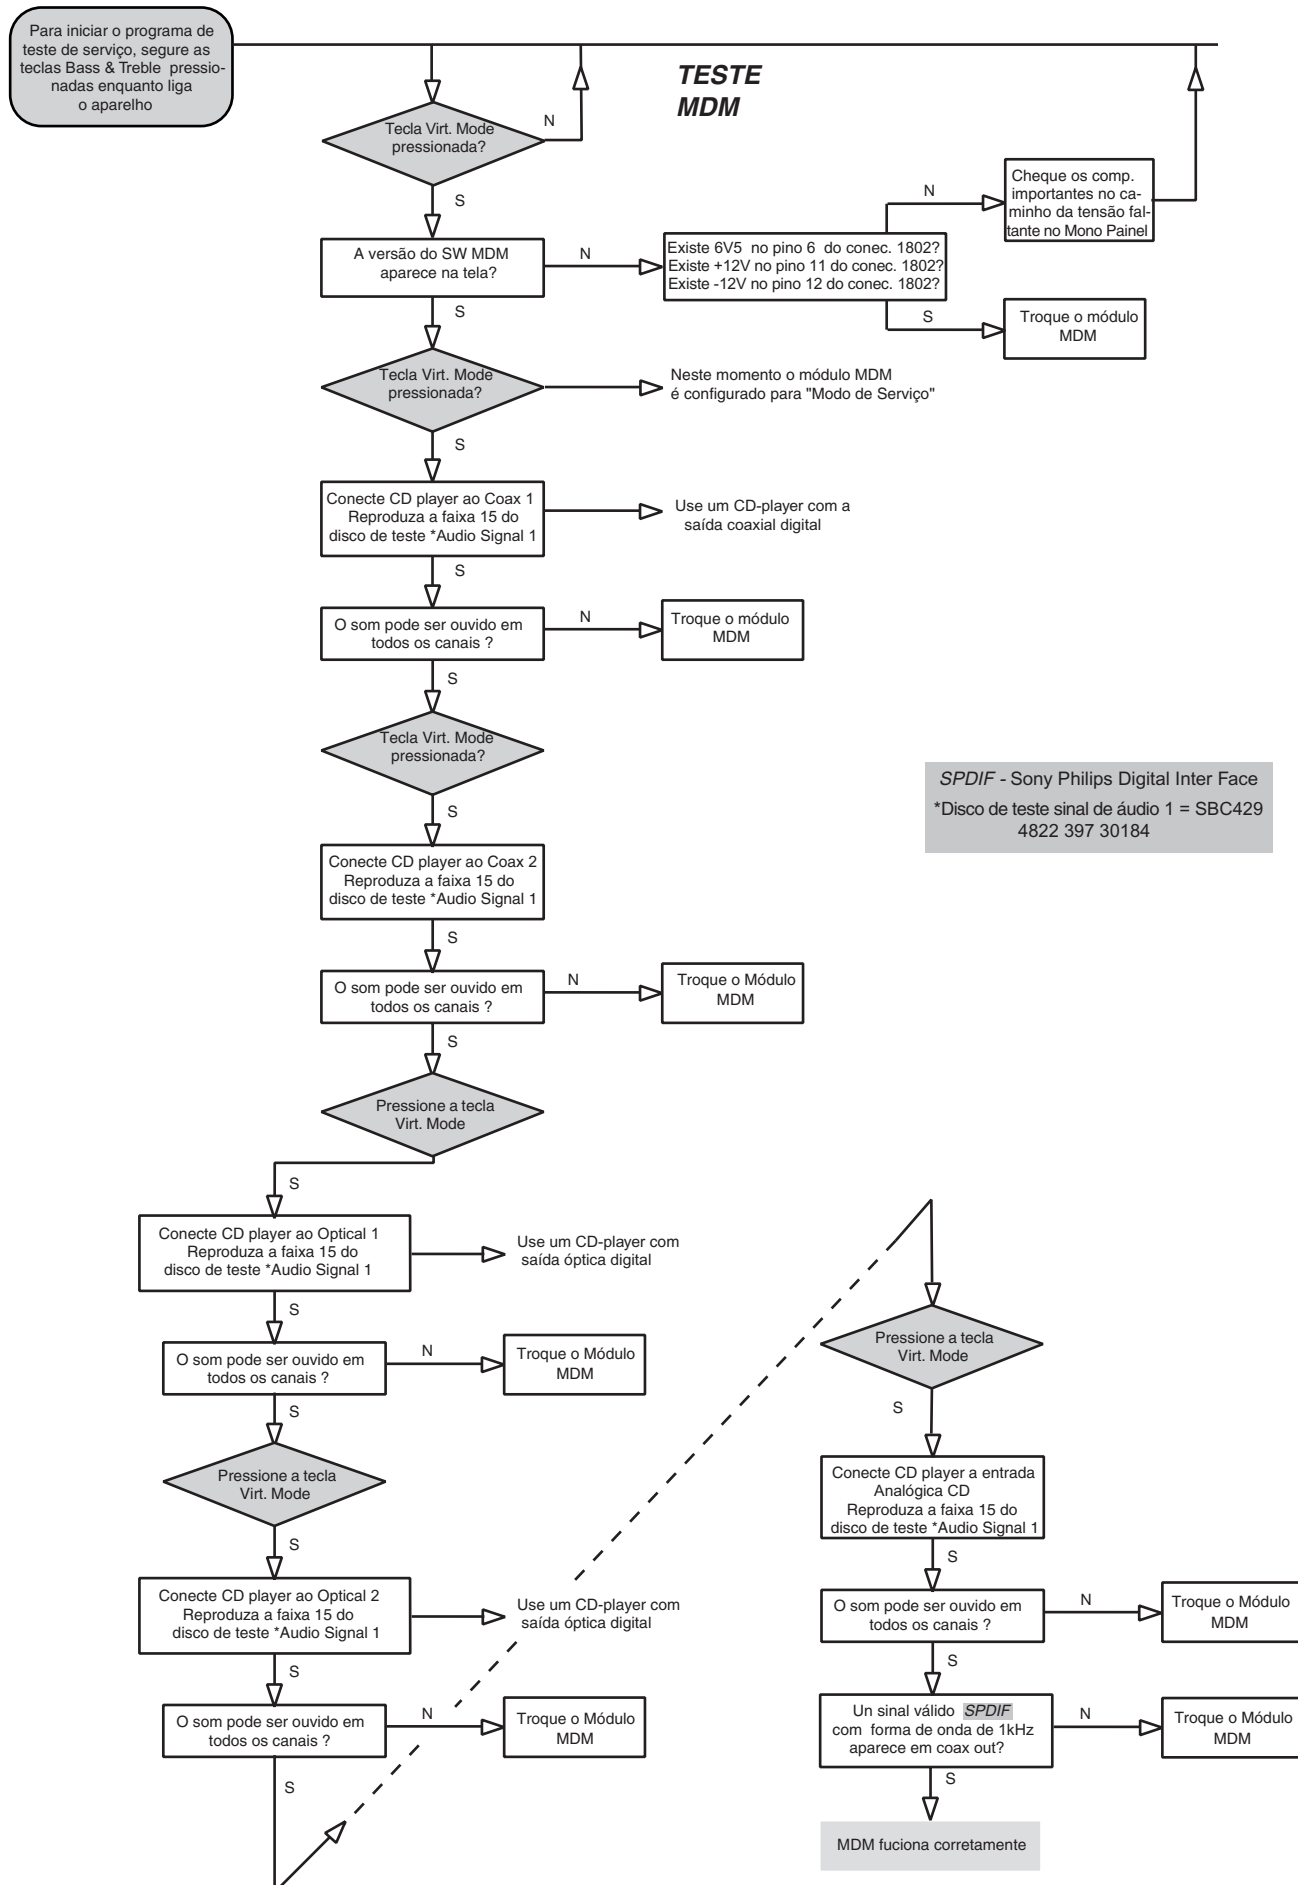 Para iniciar o programa de
teste de serviço, segure as
teclas Bass & Treble pressio-
nadas enquanto liga
o aparelho
TESTE
MDM
Tecla Virt. Mode
pressionada?
N
S
A versão do SW MDM
aparece na tela?
N
Existe 6V5 no pino 6 do conec. 1802?
Existe +12V no pino 11 do conec. 1802?
Existe -12V no pino 12 do conec. 1802?
N
Cheque os comp.
importantes no ca-
minho da tensão fal-
tante no Mono Painel
S
Troque o módulo
MDM
S
Tecla Virt. Mode
pressionada?
Neste momento o módulo MDM
é configurado para "Modo de Serviço"
S
Conecte CD player ao Coax 1
Reproduza a faixa 15 do
disco de teste *Audio Signal 1
Use um CD-player com a
saída coaxial digital
S
O som pode ser ouvido em
todos os canais ?
N
Troque o módulo
MDM
S
Tecla Virt. Mode
pressionada?
SPDIF - Sony Philips Digital Inter Face
*Disco de teste sinal de áudio 1 = SBC429
4822 397 30184
S
Conecte CD player ao Coax 2
Reproduza a faixa 15 do
disco de teste *Audio Signal 1
S
O som pode ser ouvido em
todos os canais ?
N
Troque o Módulo
MDM
S
Pressione a tecla
Virt. Mode
S
Conecte CD player ao Optical 1
Reproduza a faixa 15 do
disco de teste *Audio Signal 1
Use um CD-player com
saída óptica digital
S
O som pode ser ouvido em
todos os canais ?
N
Troque o Módulo
MDM
S
Pressione a tecla
Virt. Mode
S
Conecte CD player ao Optical 2
Reproduza a faixa 15 do
disco de teste *Audio Signal 1
Use um CD-player com
saída óptica digital
S
O som pode ser ouvido em
todos os canais ?
N
Troque o Módulo
MDM
S
Pressione a tecla
Virt. Mode
S
Conecte CD player a entrada
Analógica CD
Reproduza a faixa 15 do
disco de teste *Audio Signal 1
S
O som pode ser ouvido em
todos os canais ?
N
Troque o Módulo
MDM
S
Un sinal válido SPDIF
com forma de onda de 1kHz
aparece em coax out?
N
Troque o Módulo
MDM
S
MDM fuciona corretamente